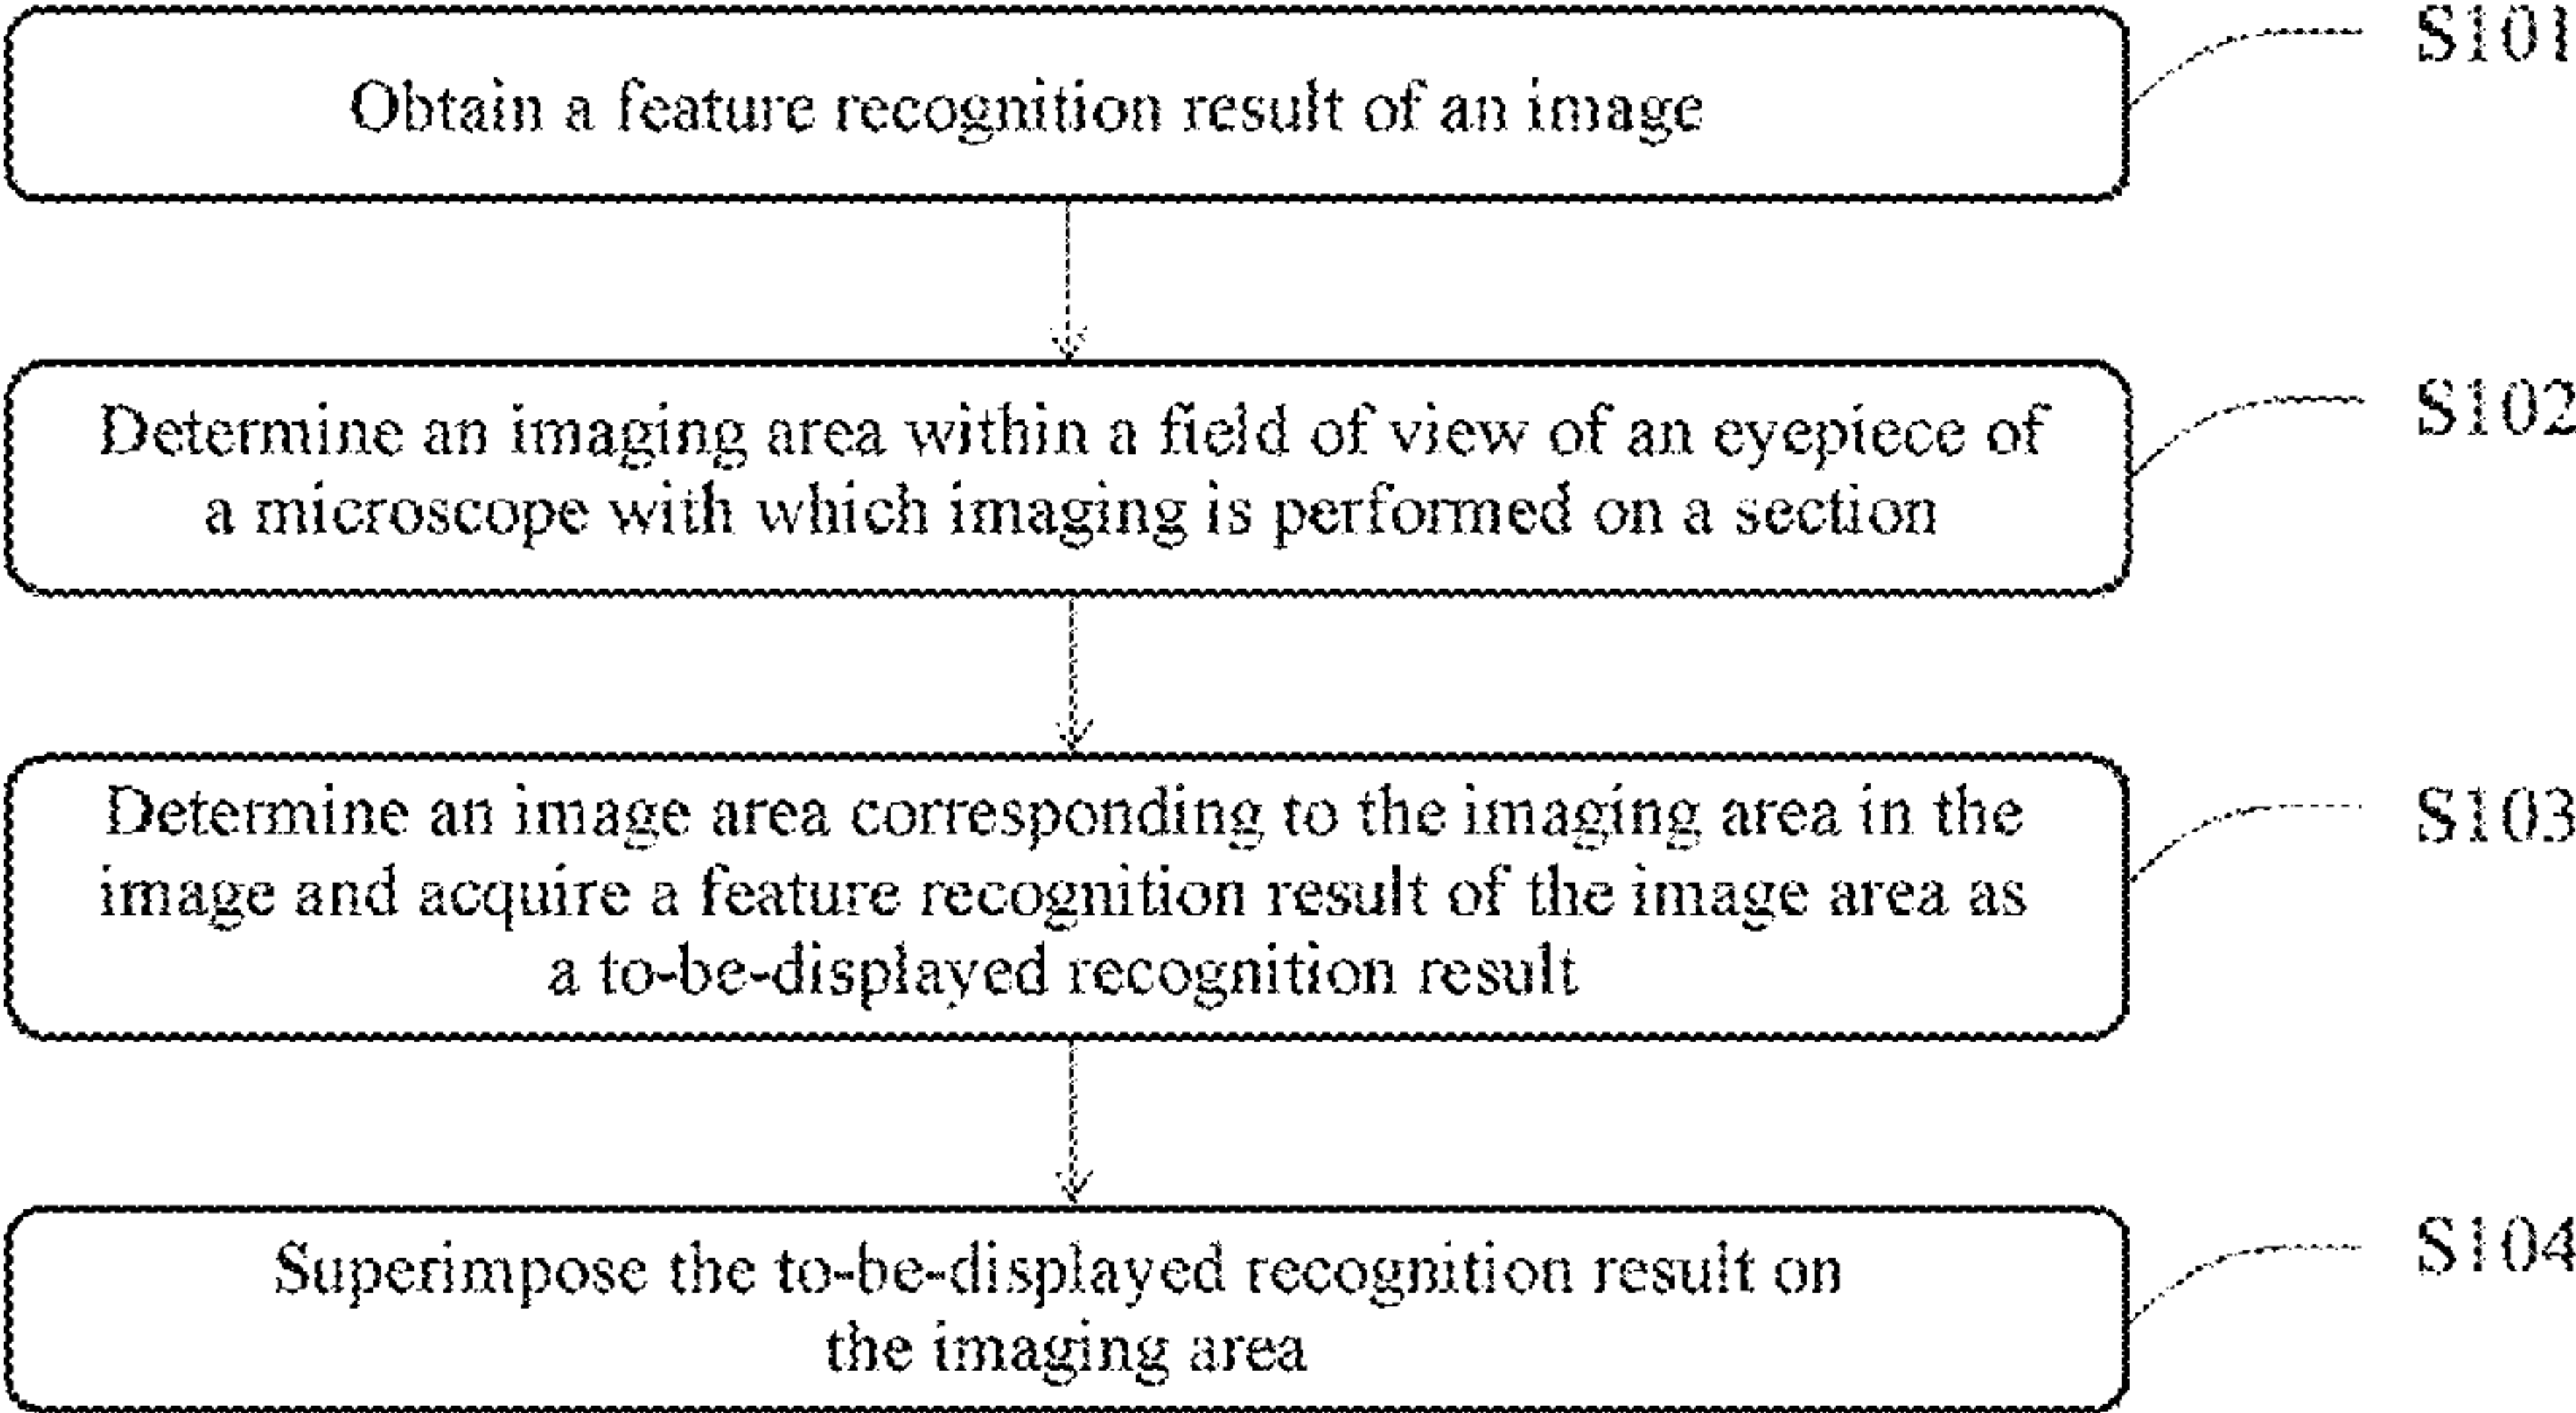 S101
Obtain a feature recognition result of an image
S102
Determine an imaging area within a field of view of an eyepiece of
a microscope with which imaging is performed on a section
S103
Determine an image area corresponding to the imaging area in the
image and acquire a feature recognition result of the image area as
a to-be-displayed recognition result
S104
Superimpose the to-be-displayed recognition result on
the imaging area